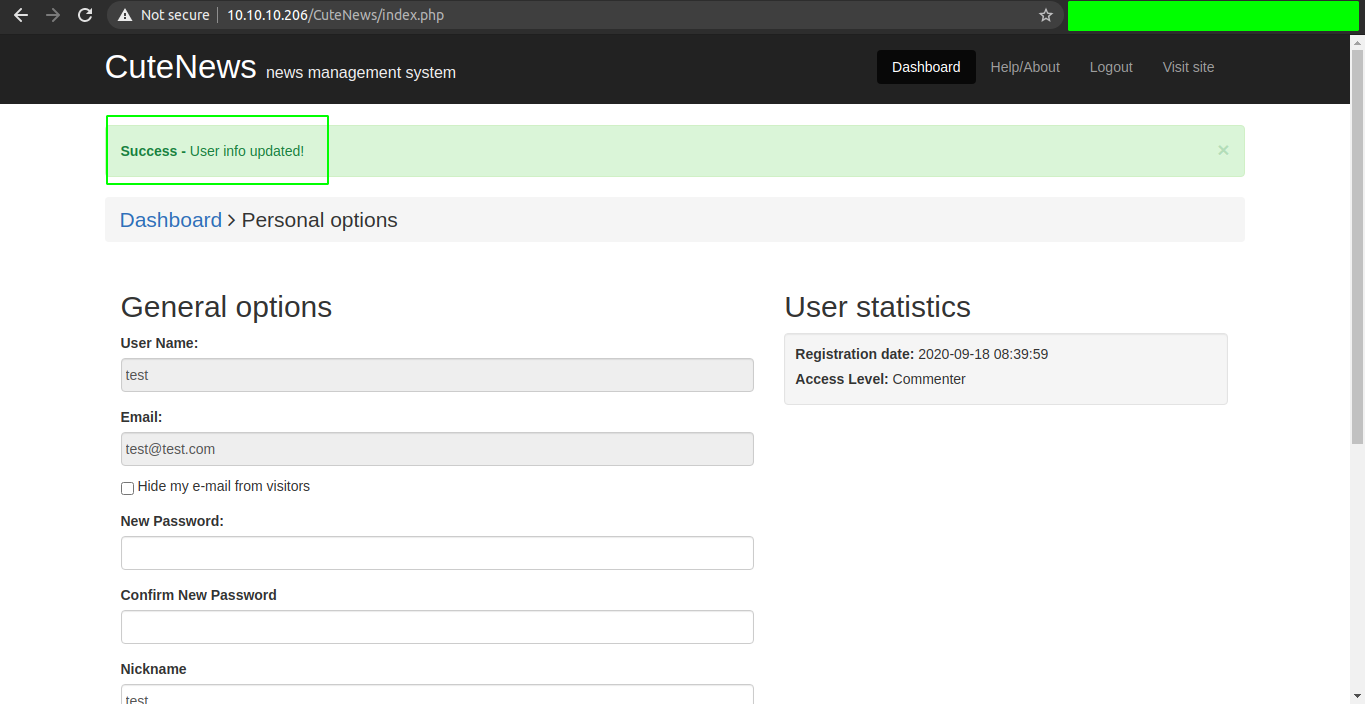 Not secure 10.10.10.206/CuteNews/index.php
CuteNews news management system Dashboard Help/About Logout Visit site
Success - User info updated! ×
Dashboard > Personal options
General options
User Name:
test
Email:
test@test.com
Hide my e-mail from visitors
New Password:
Confirm New Password
Nickname
test
User statistics
Registration date: 2020-09-18 08:39:59
Access Level: Commenter